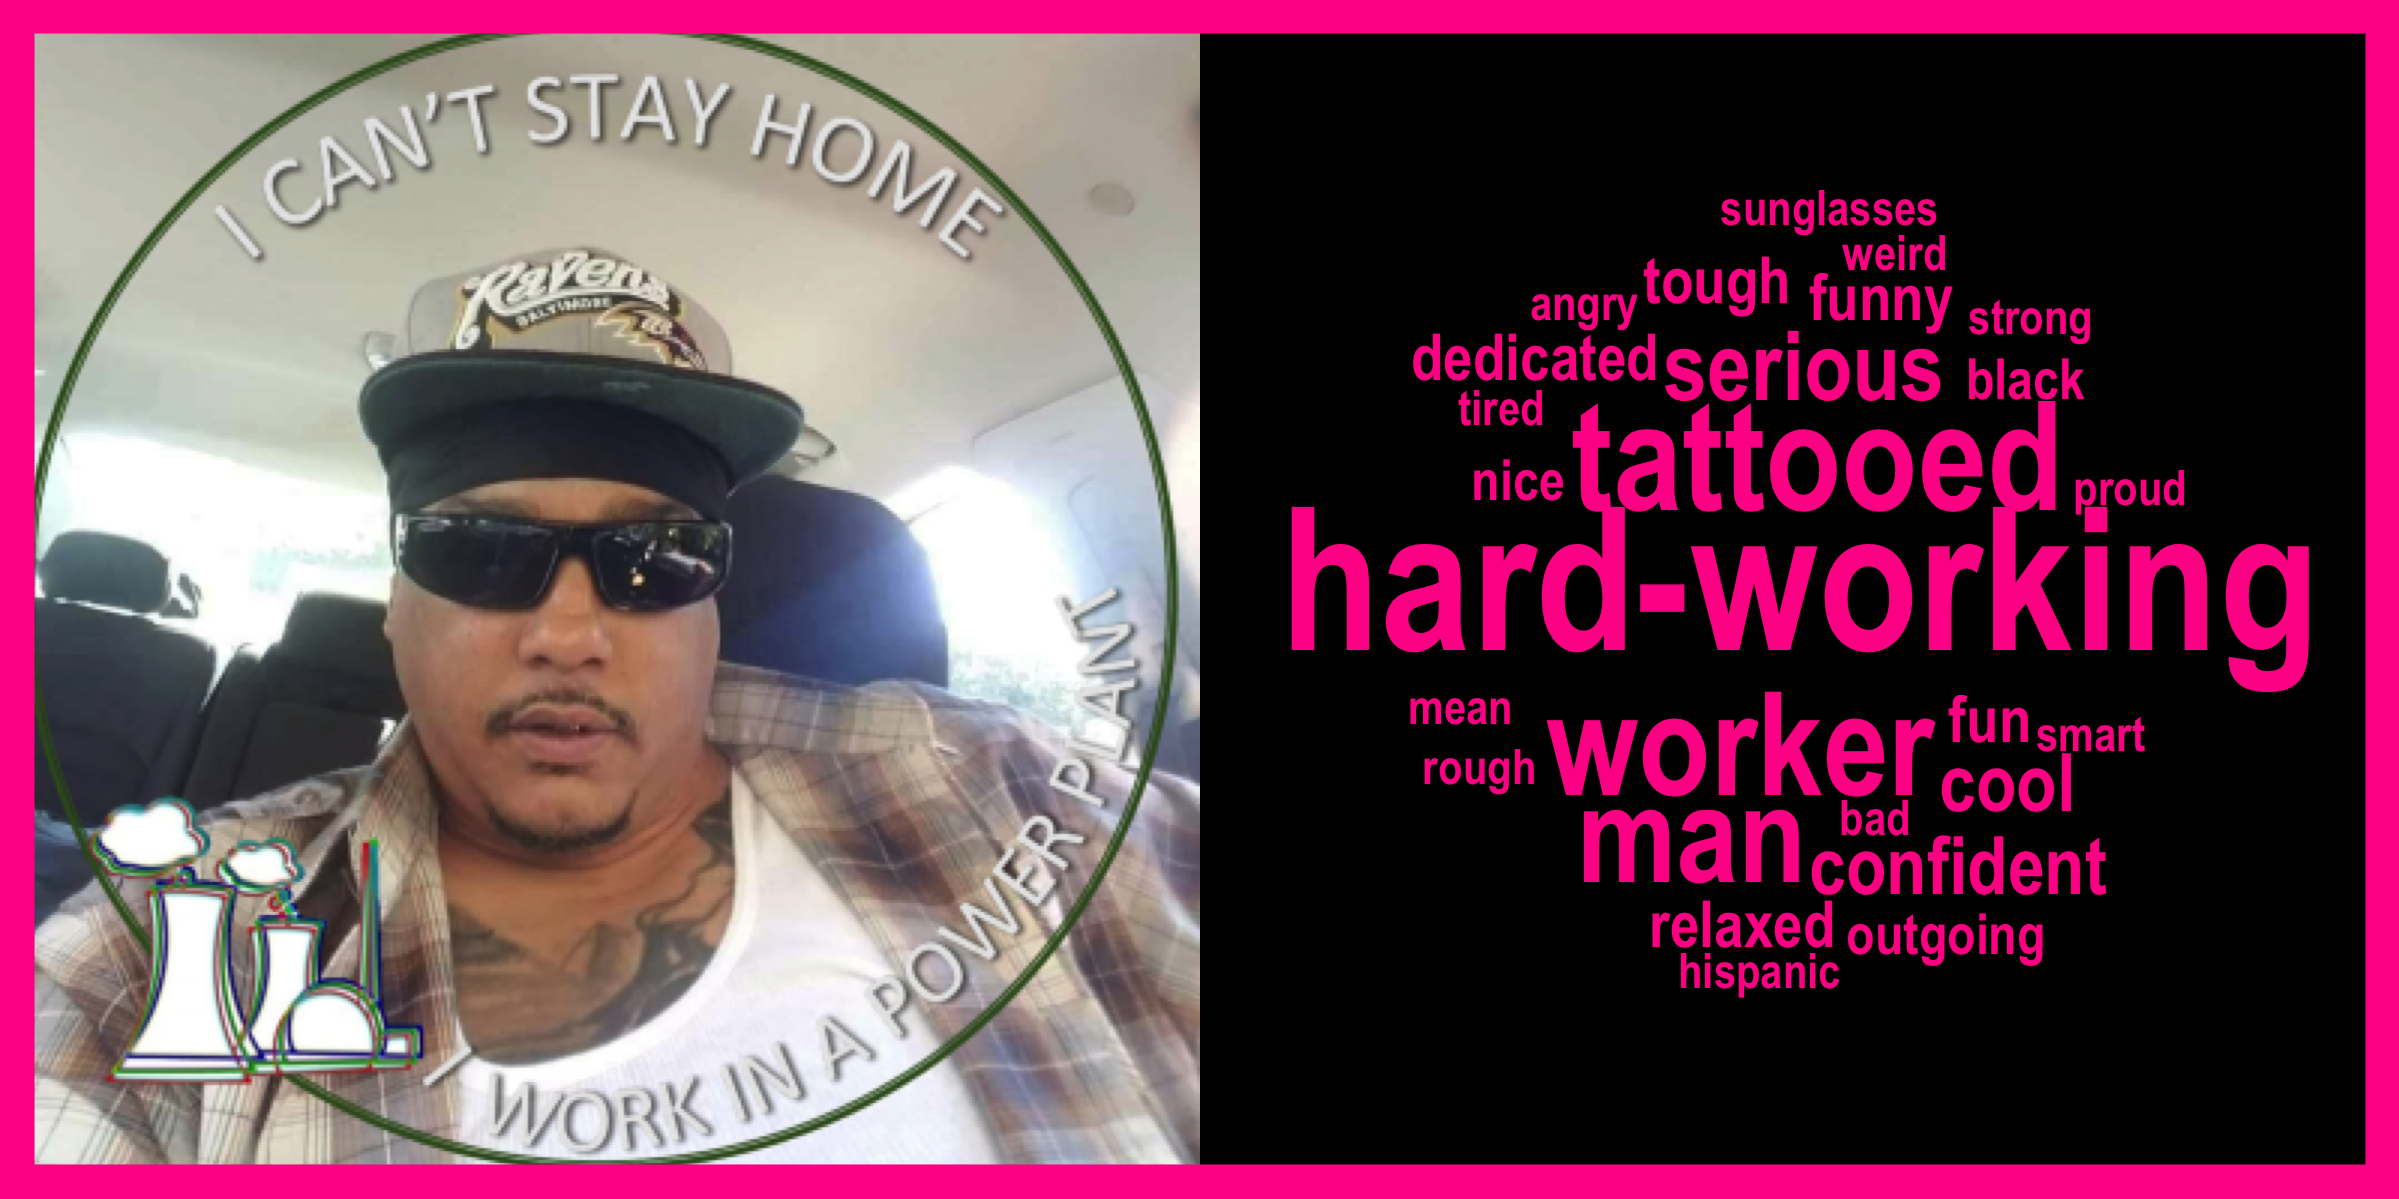 I CAN'T STAY HOME
Ravens
BALTIMORE
I WORK IN A POWER PLANT
sunglasses
weird
tough
funny
angry
strong
dedicated
serious
black
tired
tattooed
nice
proud
hard-working
mean
worker
fun
smart
rough
cool
man
bad
confident
relaxed
outgoing
hispanic